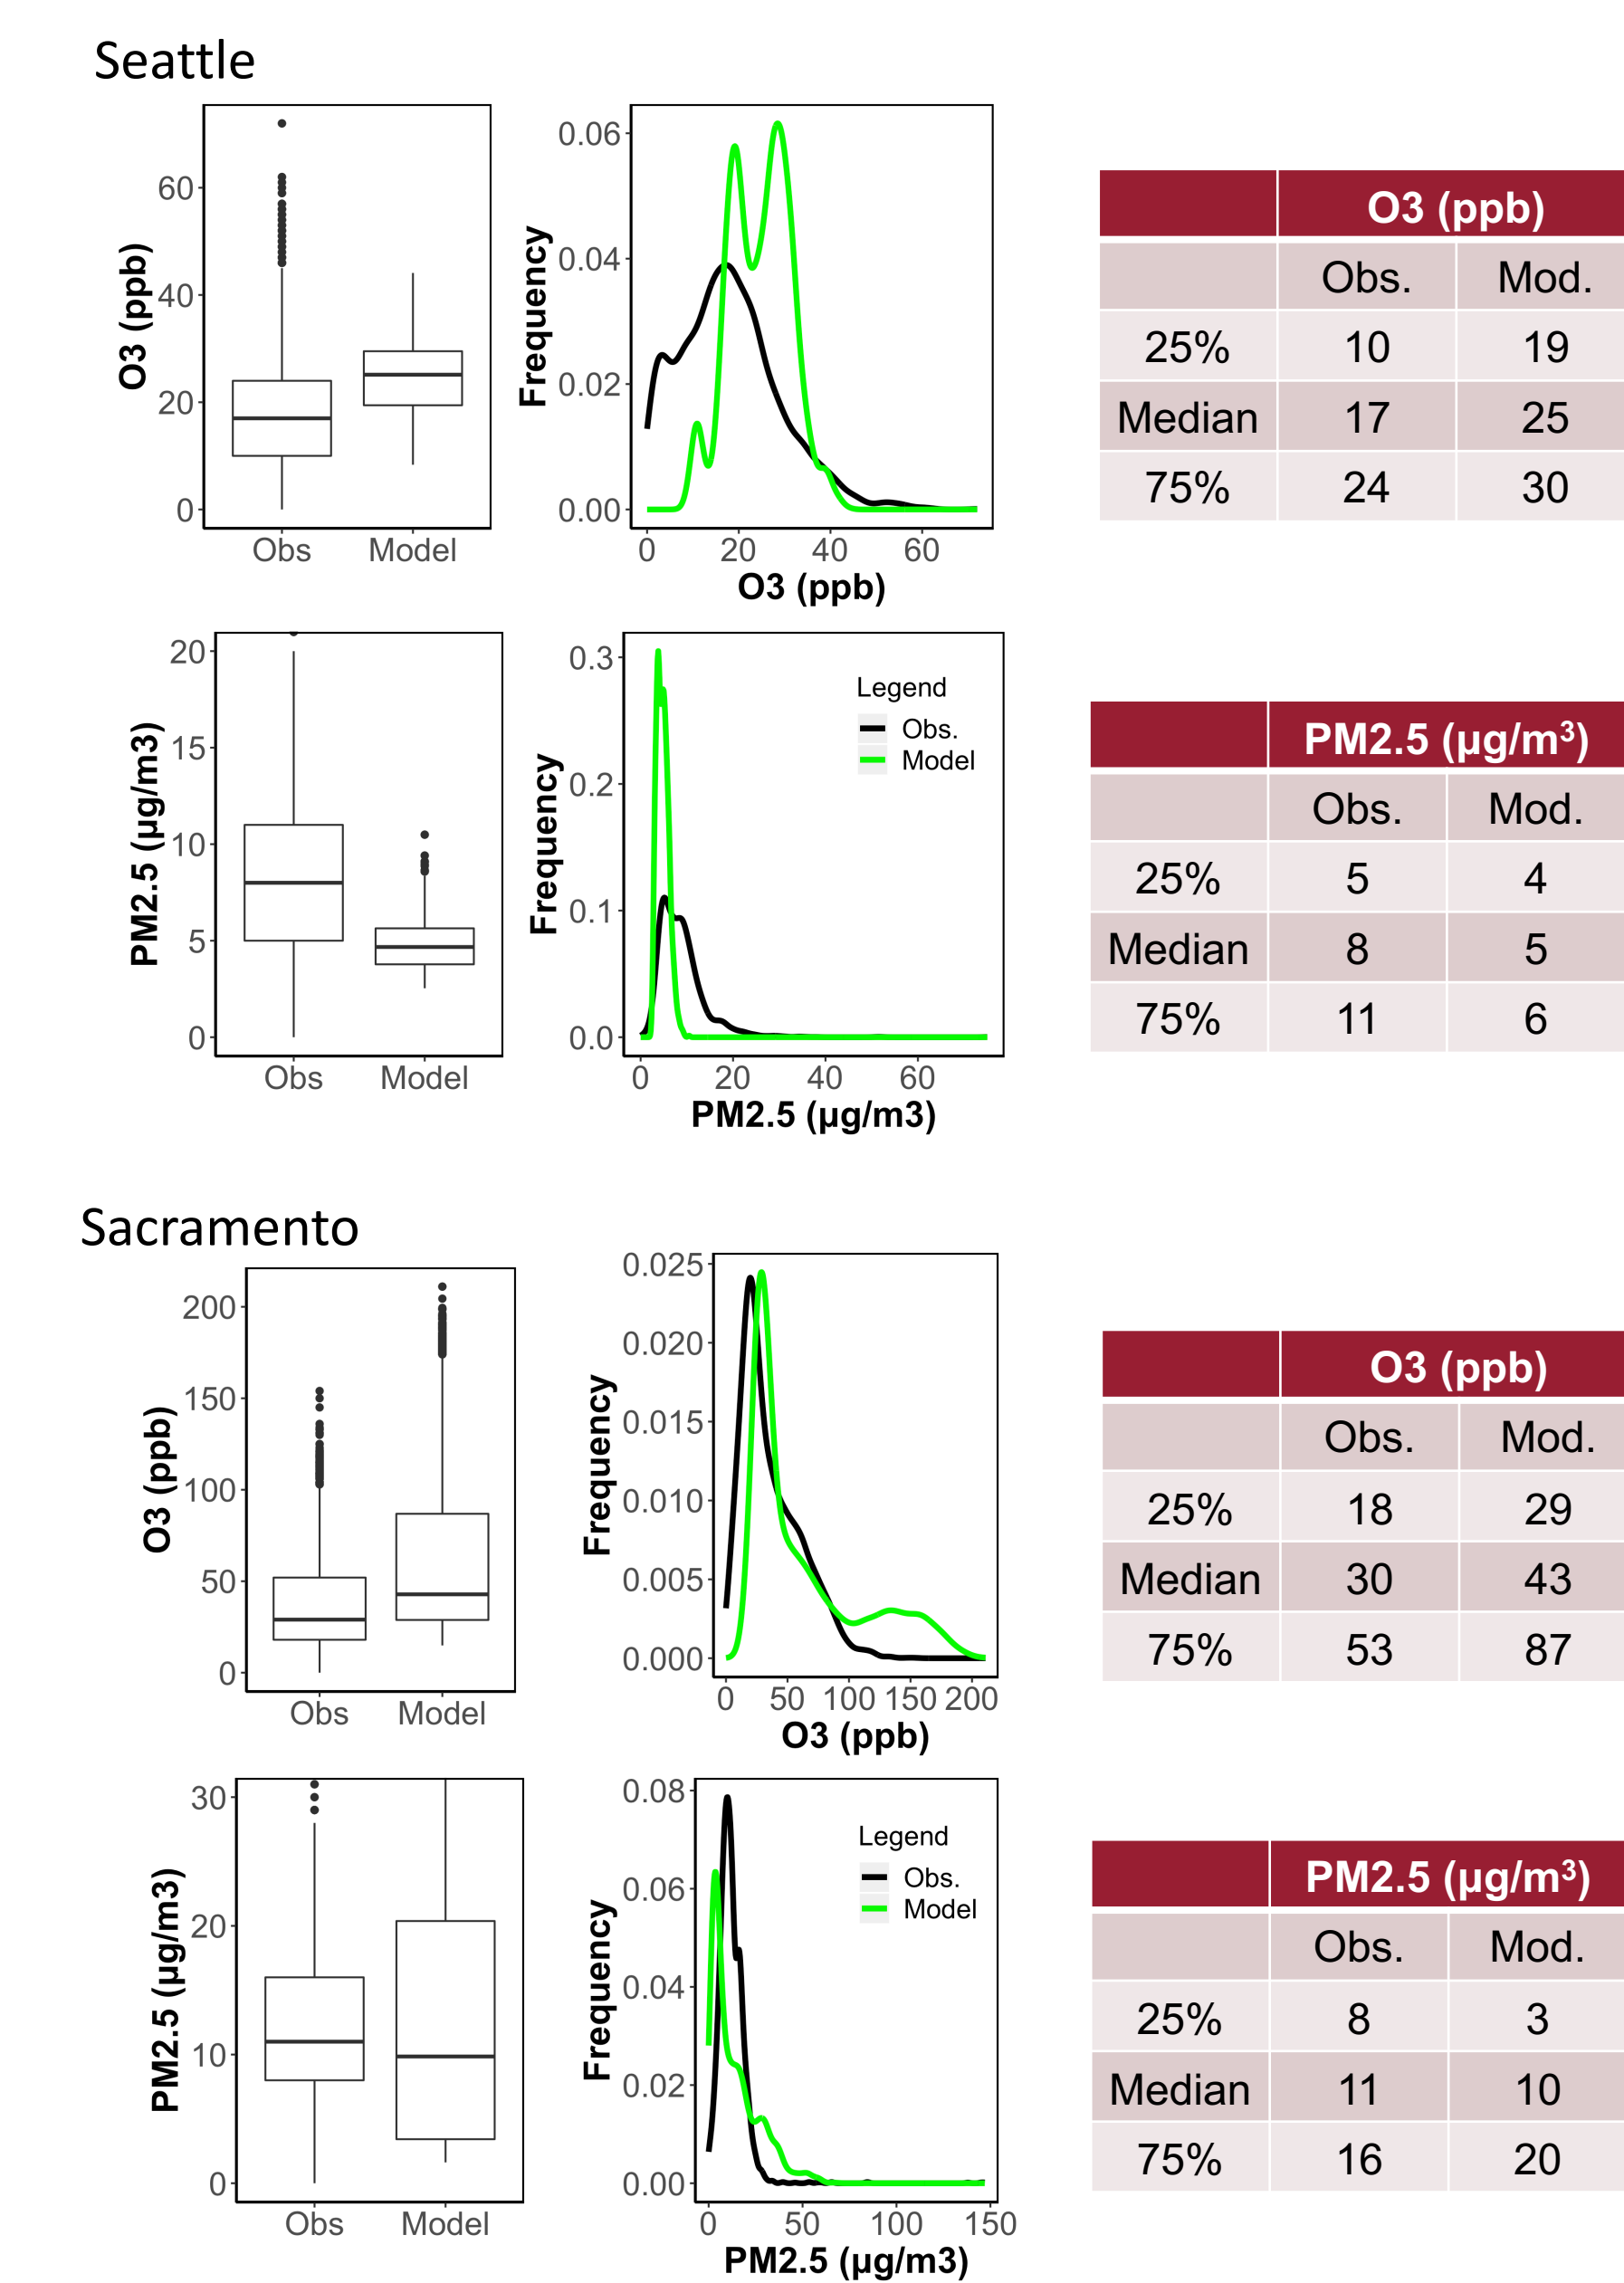 Seattle
O3 (ppb)
60
40
20
0
Obs Model
Frequency
0.06
0.04
0.02
0.00
0 20 40 60
O3 (ppb)
O3 (ppb)
Obs. Mod.
25% 10 19
Median 17 25
75% 24 30
PM2.5 (µg/m3)
20
15
10
5
0
Obs Model
Frequency
0.3
0.2
0.1
0.0
Legend
Obs.
Model
0 20 40 60
PM2.5 (µg/m3)
PM2.5 (µg/m³)
Obs. Mod.
25% 5 4
Median 8 5
75% 11 6
Sacramento
O3 (ppb)
200
150
100
50
0
Obs Model
Frequency
0.025
0.020
0.015
0.010
0.005
0.000
0 50 100 150 200
O3 (ppb)
O3 (ppb)
Obs. Mod.
25% 18 29
Median 30 43
75% 53 87
PM2.5 (µg/m3)
30
20
10
0
Obs Model
Frequency
0.08
0.06
0.04
0.02
0.00
Legend
Obs.
Model
0 50 100 150
PM2.5 (µg/m3)
PM2.5 (µg/m³)
Obs. Mod.
25% 8 3
Median 11 10
75% 16 20